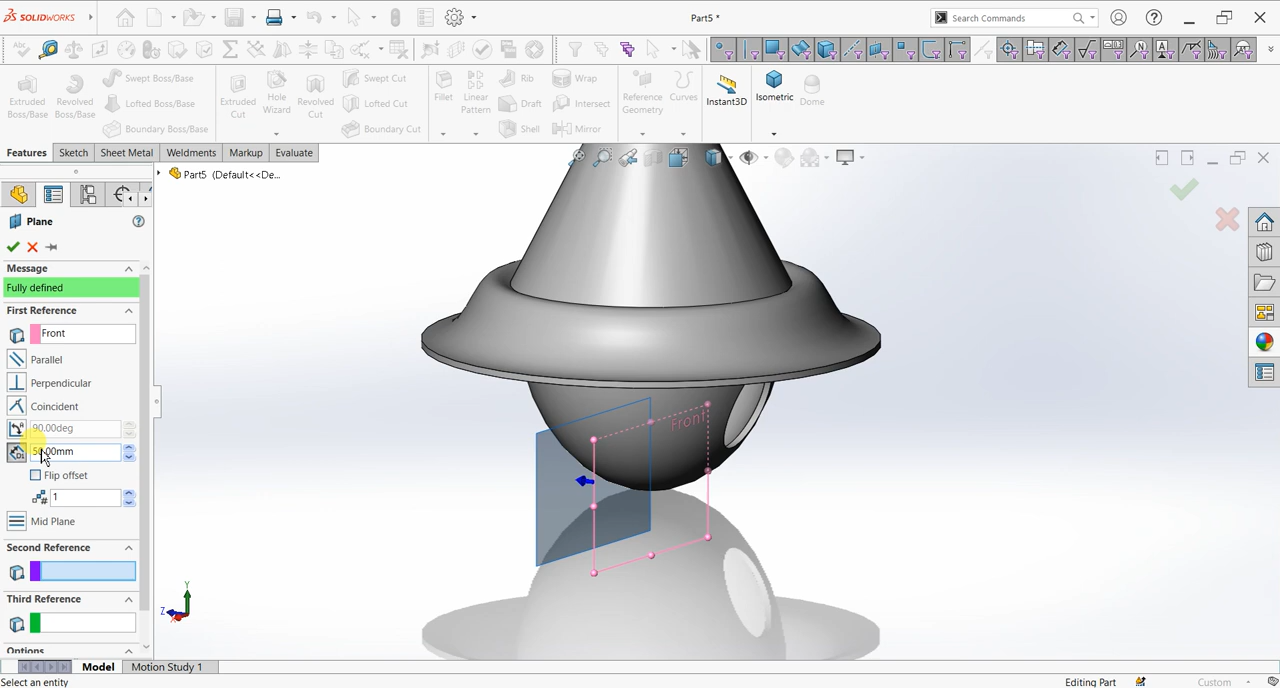 SOLIDWORKS
Part5 *
Search Commands
Extruded Boss/Base
Revolved Boss/Base
Swept Boss/Base
Lofted Boss/Base
Boundary Boss/Base
Extruded Cut
Hole Wizard
Revolved Cut
Swept Cut
Lofted Cut
Boundary Cut
Fillet
Linear Pattern
Rib
Draft
Shell
Wrap
Intersect
Mirror
Reference Geometry
Curves
Instant3D
Isometric
Dome
Features
Sketch
Sheet Metal
Weldments
Markup
Evaluate
Part5 (Default<<De...
Plane
Message
Fully defined
First Reference
Front
Parallel
Perpendicular
Coincident
90.00deg
50.00mm
Flip offset
1
Mid Plane
Second Reference
Third Reference
Options
Front
Y
Z
Model
Motion Study 1
Select an entity
Editing Part
Custom